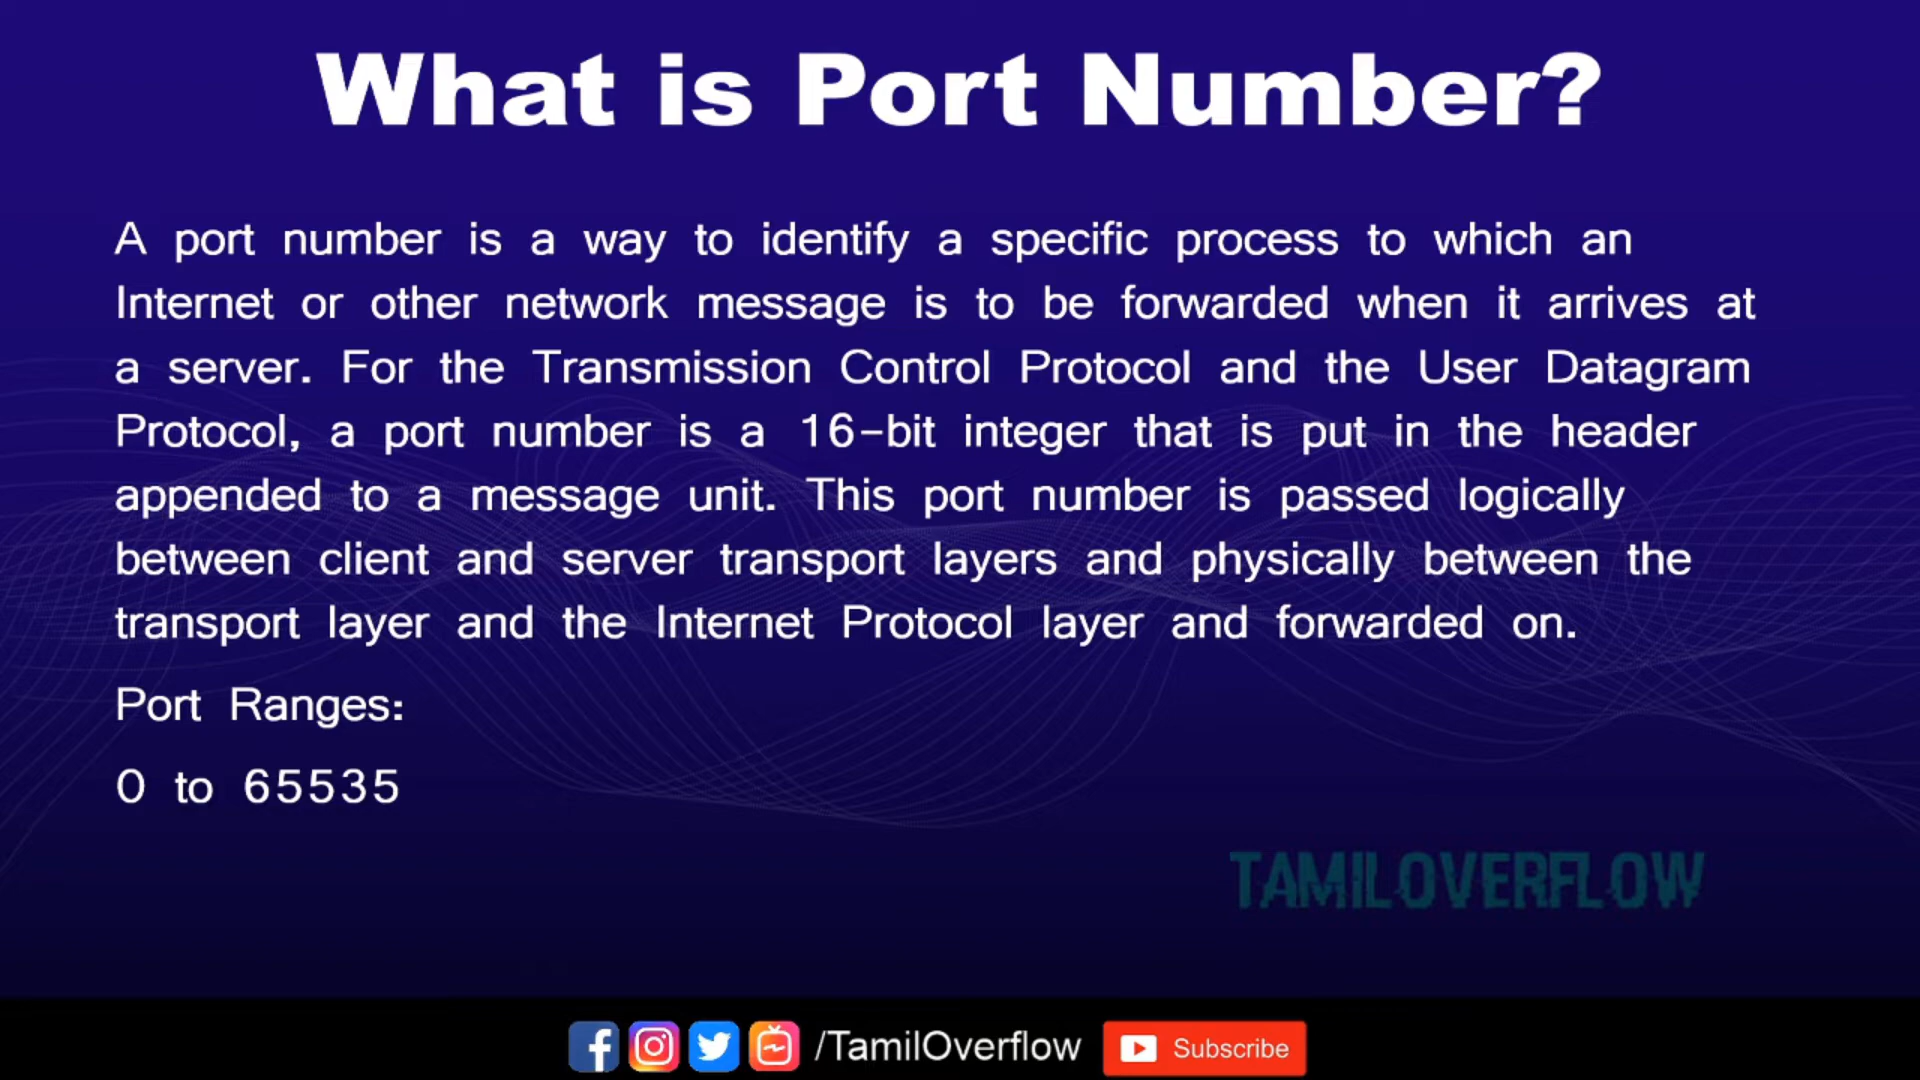 What is Port Number?
A port number is a way to identify a specific process to which an
Internet or other network message is to be forwarded when it arrives at
a server. For the Transmission Control Protocol and the User Datagram
Protocol, a port number is a 16-bit integer that is put in the header
appended to a message unit. This port number is passed logically
between client and server transport layers and physically between the
transport layer and the Internet Protocol layer and forwarded on.
Port Ranges:
0 to 65535
TAMILOVERFLOW
/TamilOverflow Subscribe